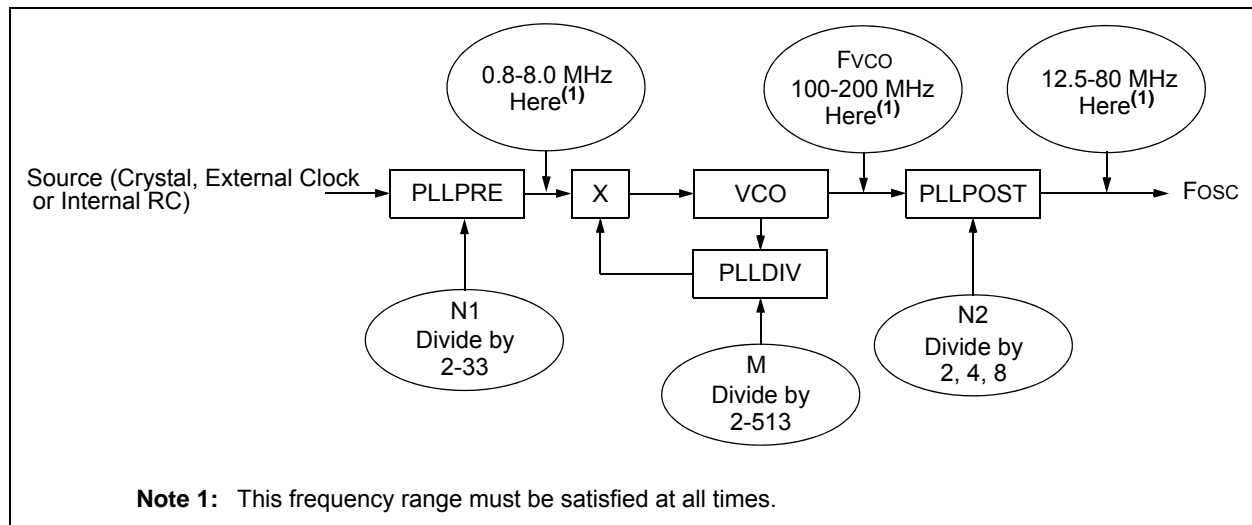 0.8-8.0 MHz
Here(1)
FVCO
100-200 MHz
Here(1)
12.5-80 MHz
Here(1)
Source (Crystal, External Clock
or Internal RC)
PLLPRE
X
VCO
PLLPOST
FOSC
PLLDIV
N1
Divide by
2-33
M
Divide by
2-513
N2
Divide by
2, 4, 8
Note 1: This frequency range must be satisfied at all times.